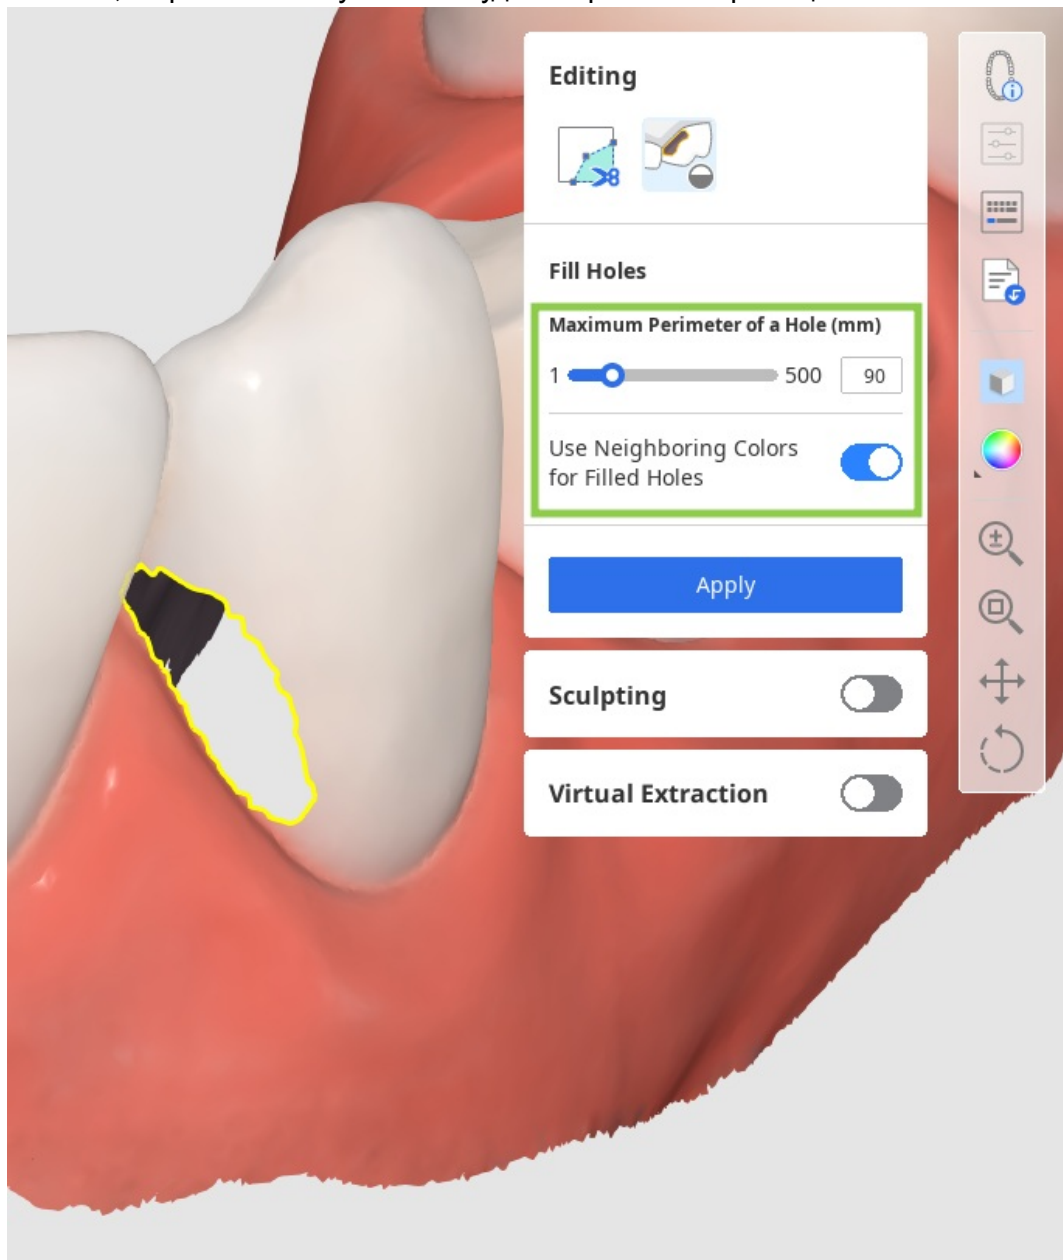 Editing
Fill Holes
Maximum Perimeter of a Hole (mm)
1 500 90
Use Neighboring Colors
for Filled Holes
Apply
Sculpting
Virtual Extraction